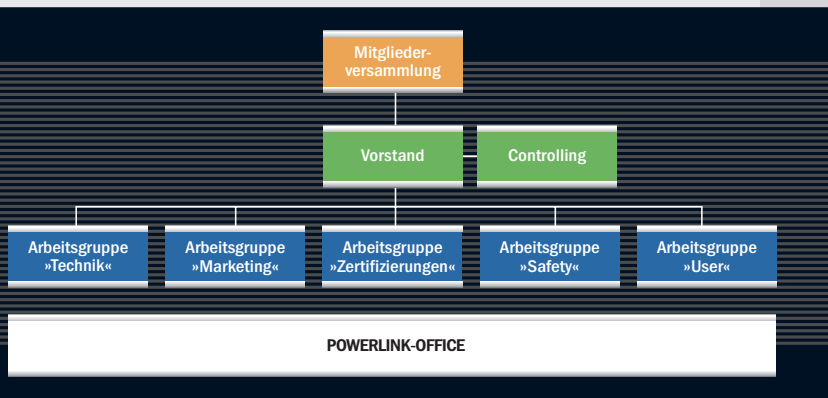 Mitglieder-
versammlung
Vorstand
Controlling
Arbeitsgruppe
»Technik«
Arbeitsgruppe
»Marketing«
Arbeitsgruppe
»Zertifizierungen«
Arbeitsgruppe
»Safety«
Arbeitsgruppe
»User«
POWERLINK-OFFICE